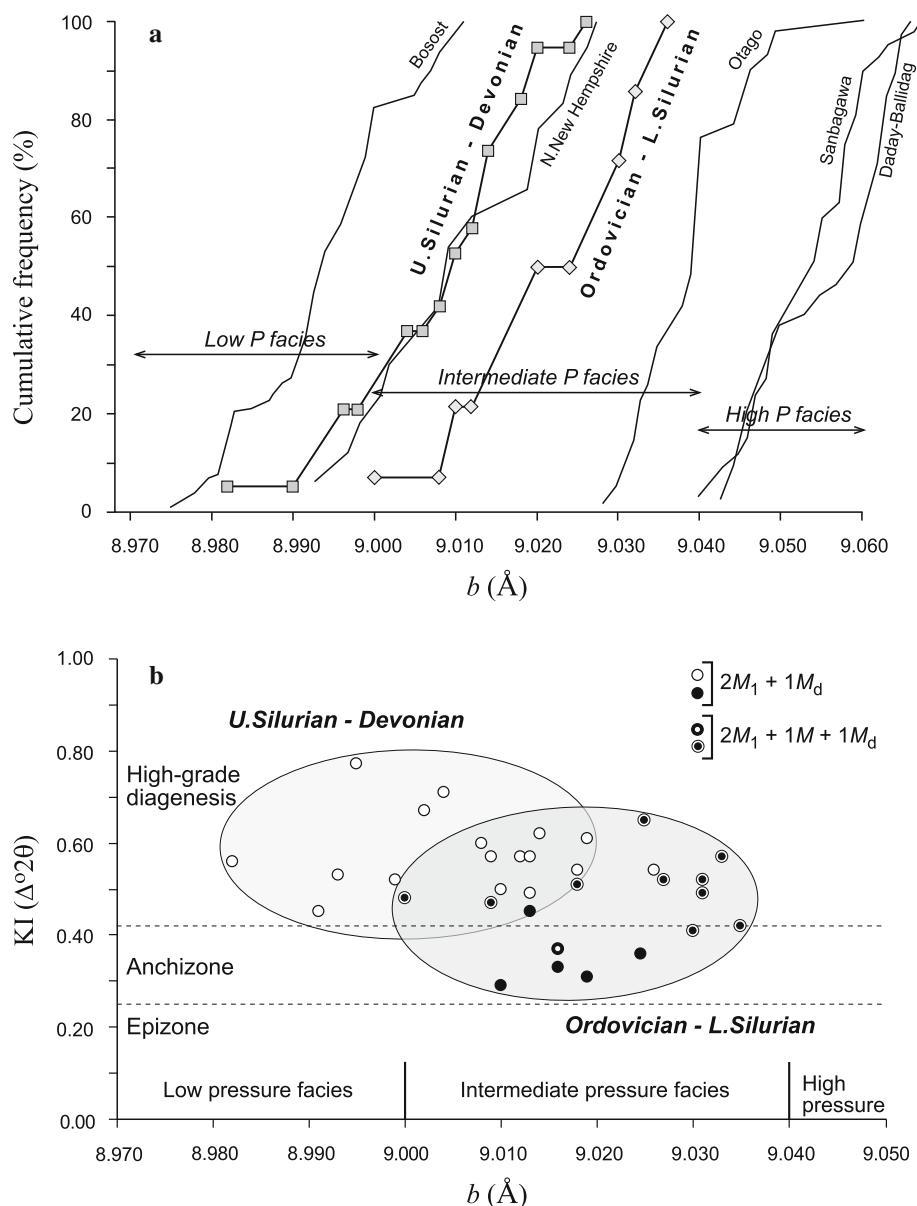 a
100
80
60
40
20
0
Cumulative frequency (%)
Bosost
U.Silurian - Devonian
N.New Hempshire
Ordovician - L.Silurian
Otago
Sanbagawa
Daday-Ballidag
Low P facies
Intermediate P facies
High P facies
8.970 8.980 8.990 9.000 9.010 9.020 9.030 9.040 9.050 9.060
b (Å)
b
1.00
0.80
0.60
0.40
0.20
0.00
KI (Δº2θ)
2M₁ + 1M_d
2M₁ + 1M + 1M_d
U.Silurian - Devonian
High-grade
diagenesis
Anchizone
Epizone
Ordovician - L.Silurian
Low pressure facies
Intermediate pressure facies
High
pressure
8.970 8.980 8.990 9.000 9.010 9.020 9.030 9.040 9.050
b (Å)